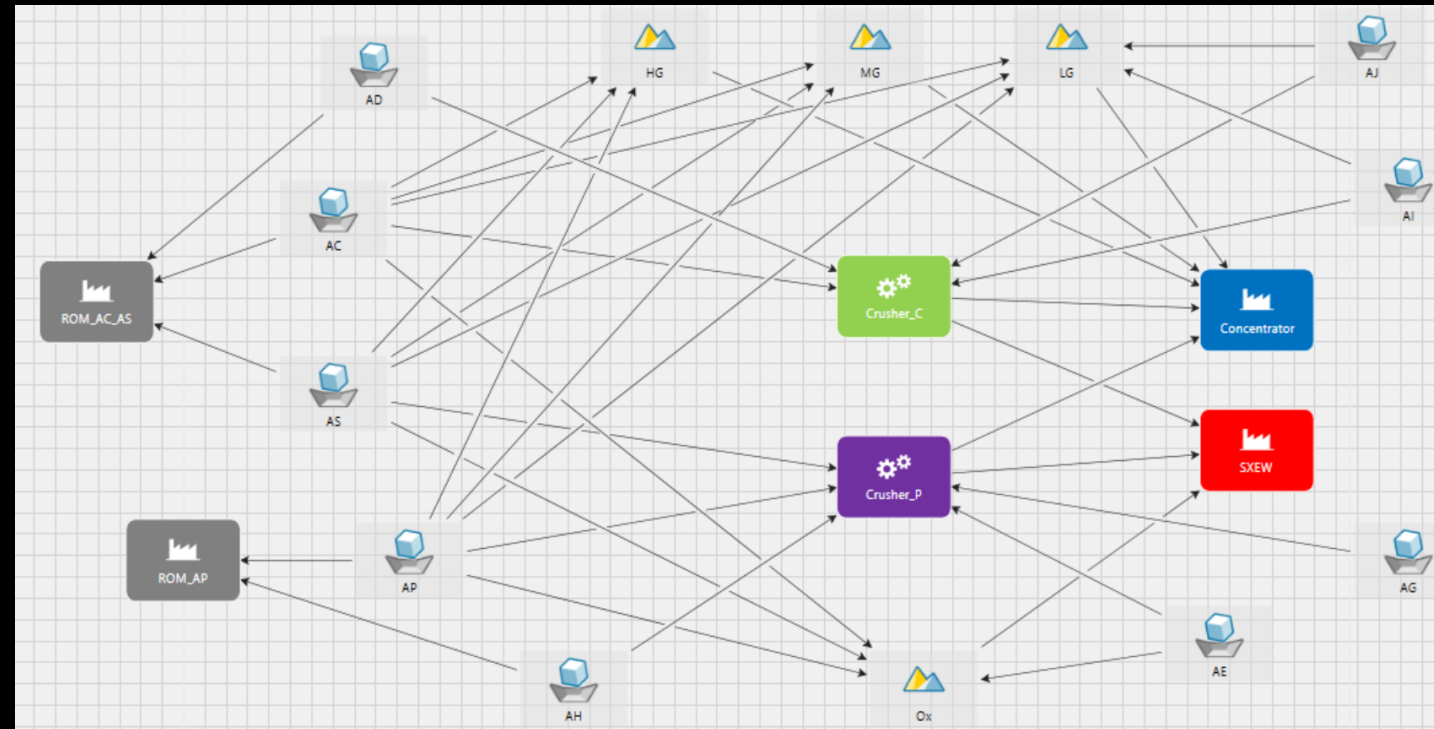 HG
MG
LG
AJ
AD
AI
AC
ROM_AC_AS
Crusher_C
Concentrator
AS
SXEW
Crusher_P
ROM_AP
AP
AG
AE
AH
Ox